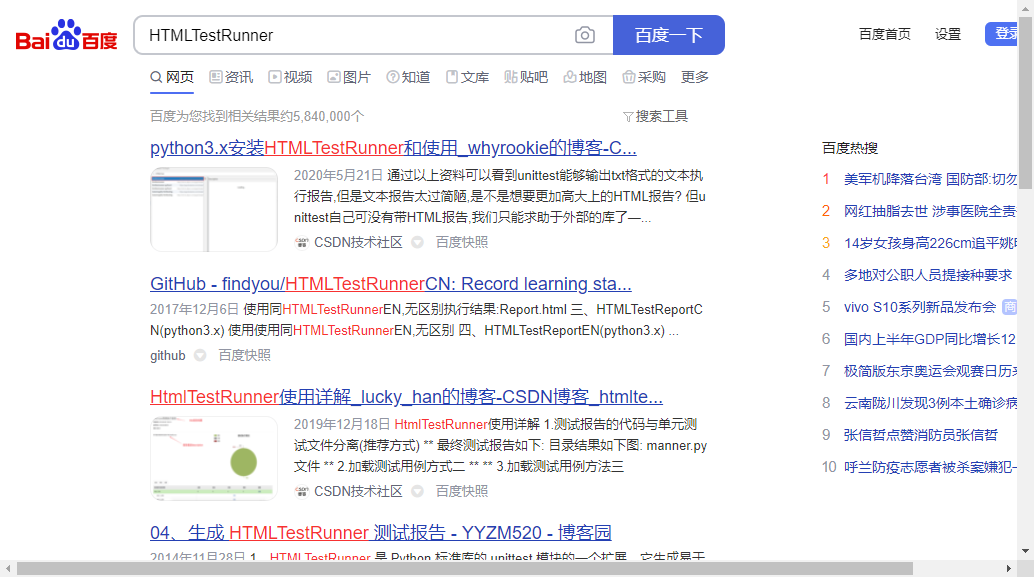 Bai du 百度
HTMLTestRunner
百度一下
百度首页 设置 登录
网页 资讯 视频 图片 知道 文库 贴吧 地图 采购 更多
百度为您找到相关结果约5,840,000个
搜索工具
python3.x安装HTMLTestRunner和使用_whyrookie的博客-C...
2020年5月21日 通过以上资料可以看到unittest能够输出txt格式的文本执
行报告,但是文本报告太过简陋,是不是想要更加高大上的HTML报告? 但u
nittest自己可没有带HTML报告,我们只能求助于外部的库了—...
CSDN技术社区 百度快照
GitHub - findyou/HTMLTestRunnerCN: Record learning sta...
2017年12月6日 使用同HTMLTestRunnerEN,无区别执行结果:Report.html 三、HTMLTestReportC
N(python3.x) 使用使用同HTMLTestRunnerEN,无区别 四、HTMLTestReportEN(python3.x) ...
github 百度快照
HtmlTestRunner使用详解_lucky_han的博客-CSDN博客_htmlte...
2019年12月18日 HtmlTestRunner使用详解 1.测试报告的代码与单元测
试文件分离(推荐方式) ** 最终测试报告如下: 目录结果如下图: manner.py
文件 ** 2.加载测试用例方式二 ** ** 3.加载测试用例方法三
CSDN技术社区 百度快照
04、生成 HTMLTestRunner 测试报告 - YYZM520 - 博客园
2014年11月28日 1、HTMLTestRunner 是 Python 标准库的 unittest 模块的一个扩展。它生成易于
百度热搜
1 美军机降落台湾 国防部:切勿
2 网红抽脂去世 涉事医院全责
3 14岁女孩身高226cm追平姚明
4 多地对公职人员提接种要求
5 vivo S10系列新品发布会 商
6 国内上半年GDP同比增长12
7 极简版东京奥运会观赛日历
8 云南陇川发现3例本土确诊病
9 张信哲点赞消防员张信哲
10 呼兰防疫志愿者被杀案嫌犯